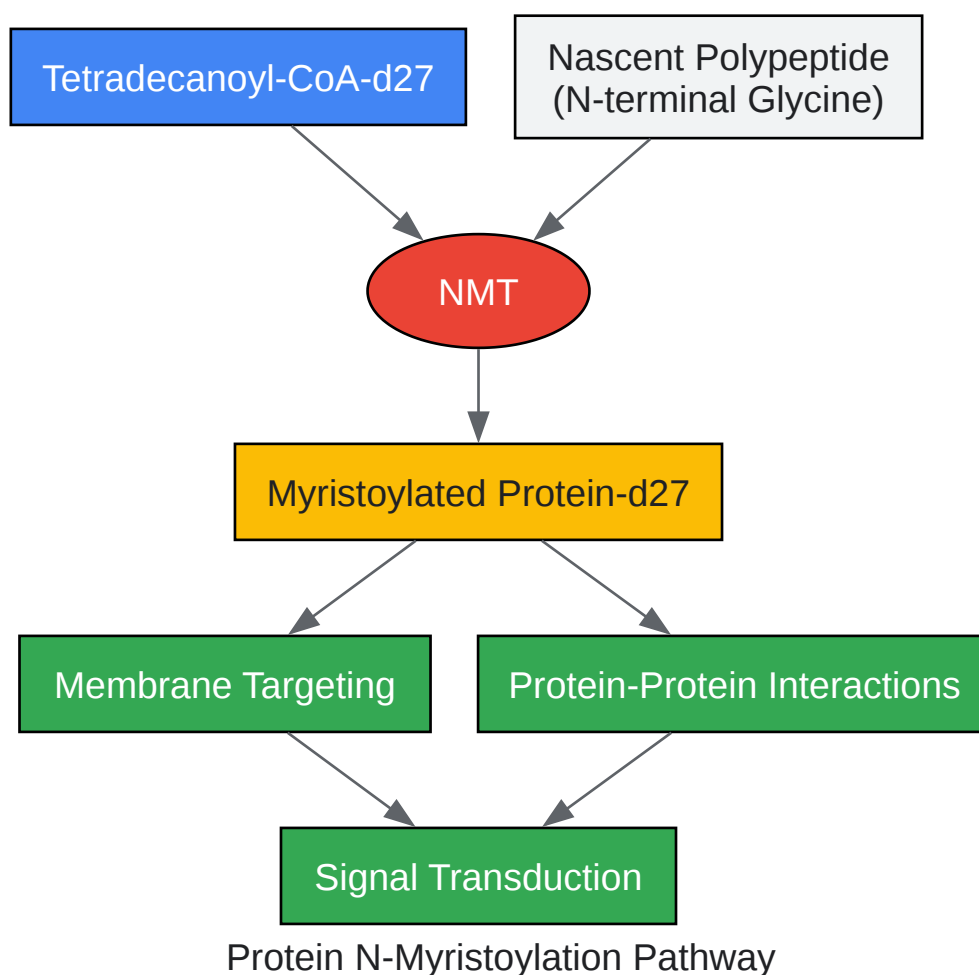 Tetradecanoyl-CoA-d27
Nascent Polypeptide
(N-terminal Glycine)
NMT
Myristoylated Protein-d27
Membrane Targeting
Protein-Protein Interactions
Signal Transduction
Protein N-Myristoylation Pathway